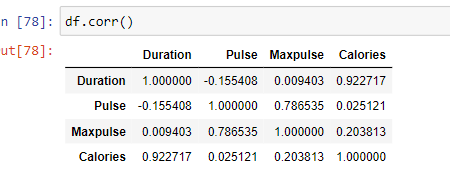 n [78]: df.corr()
ut[78]:
Duration Pulse Maxpulse Calories
Duration 1.000000 -0.155408 0.009403 0.922717
Pulse -0.155408 1.000000 0.786535 0.025121
Maxpulse 0.009403 0.786535 1.000000 0.203813
Calories 0.922717 0.025121 0.203813 1.000000